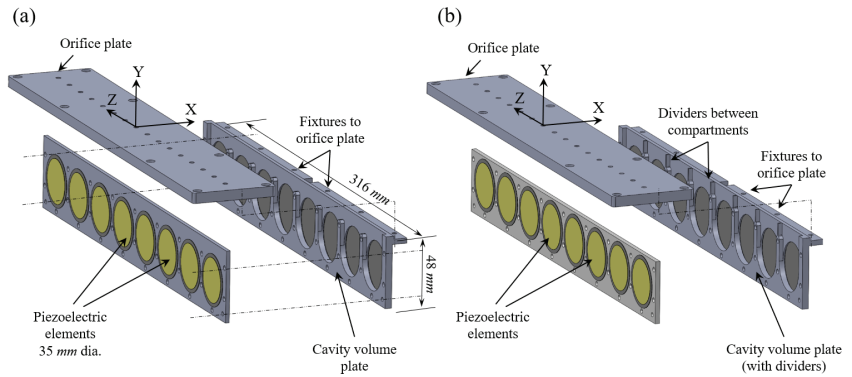 (a)
Orifice plate
Y
X
Z
Fixtures to
orifice plate
316 mm
48 mm
Piezoelectric
elements
35 mm dia.
Cavity volume
plate
(b)
Orifice plate
Y
X
Z
Dividers between
compartments
Fixtures to
orifice plate
Piezoelectric
elements
Cavity volume plate
(with dividers)